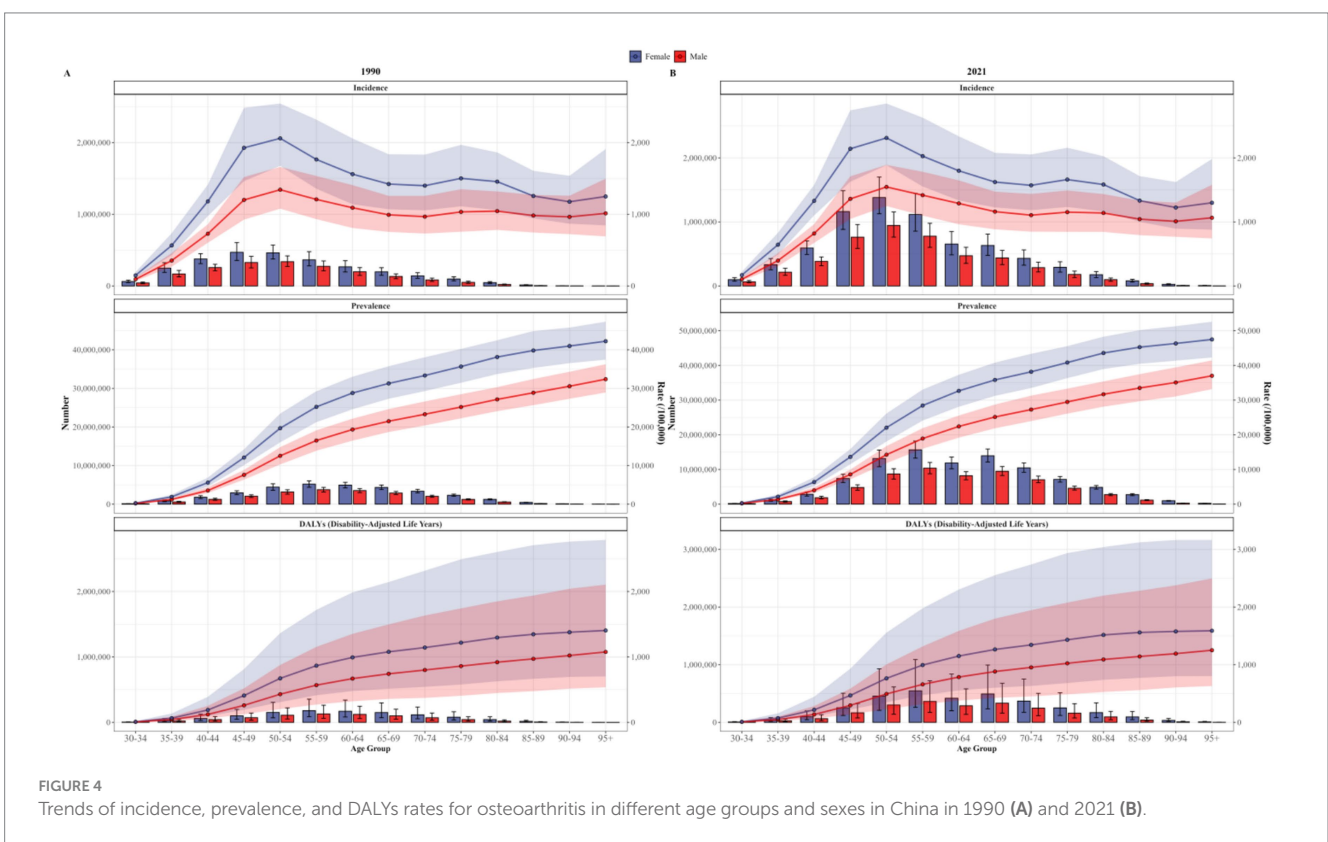 Female Male
A 1990
Incidence
2,000,000 2,000
1,000,000 1,000
0 0
Prevalence
40,000,000 40,000
30,000,000 30,000
20,000,000 20,000
10,000,000 10,000
0 0
Number
Rate (/100,000)
DALYs (Disability-Adjusted Life Years)
2,000,000 2,000
1,000,000 1,000
0 0
30-34 35-39 40-44 45-49 50-54 55-59 60-64 65-69 70-74 75-79 80-84 85-89 90-94 95+
Age Group
B 2021
Incidence
3,000,000
2,000,000 2,000
1,000,000 1,000
0 0
Prevalence
50,000,000 50,000
40,000,000 40,000
30,000,000 30,000
20,000,000 20,000
10,000,000 10,000
0 0
Number
Rate (/100,000)
DALYs (Disability-Adjusted Life Years)
3,000,000 3,000
2,000,000 2,000
1,000,000 1,000
0 0
30-34 35-39 40-44 45-49 50-54 55-59 60-64 65-69 70-74 75-79 80-84 85-89 90-94 95+
Age Group
FIGURE 4
Trends of incidence, prevalence, and DALYs rates for osteoarthritis in different age groups and sexes in China in 1990 (A) and 2021 (B).